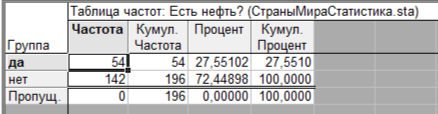 Таблица частот: Есть нефть? (СтраныМираСтатистика.sta)
Группа Частота Кумул. Частота Процент Кумул. Процент
да 54 54 27,55102 27,5510
нет 142 196 72,44898 100,0000
Пропущ. 0 196 0,00000 100,0000